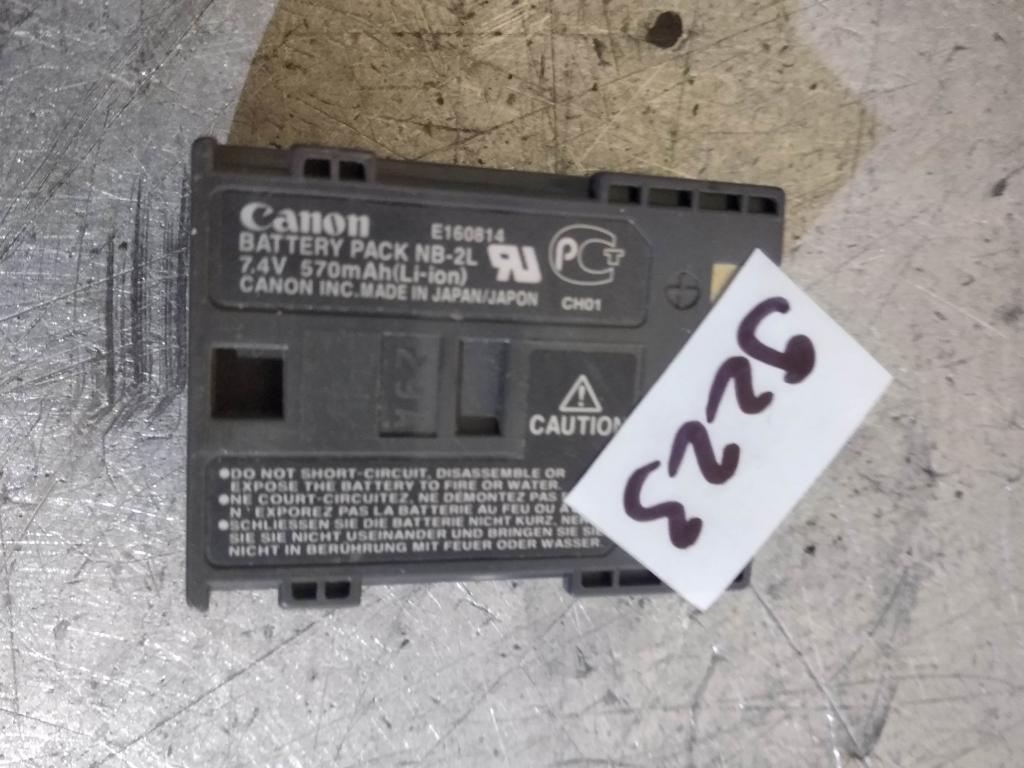 Canon
E160814
BATTERY PACK NB-2L
7.4V 570mAh(Li-ion)
CANON INC. MADE IN JAPAN/JAPON
CH01
CAUTION
5223
●DO NOT SHORT-CIRCUIT, DISASSEMBLE OR
EXPOSE THE BATTERY TO FIRE OR WATER.
●NE COURT-CIRCUITEZ, NE DÉMONTEZ PAS
N'EXPOREZ PAS LA BATTERIE AU FEU OU
●SCHLIESSEN SIE DIE BATTERIE NICHT KURZ,
SIE SIE NICHT USEINANDER UND BRINGEN SIE
NICHT IN BERÜHRUNG MIT FEUER ODER WASSER.